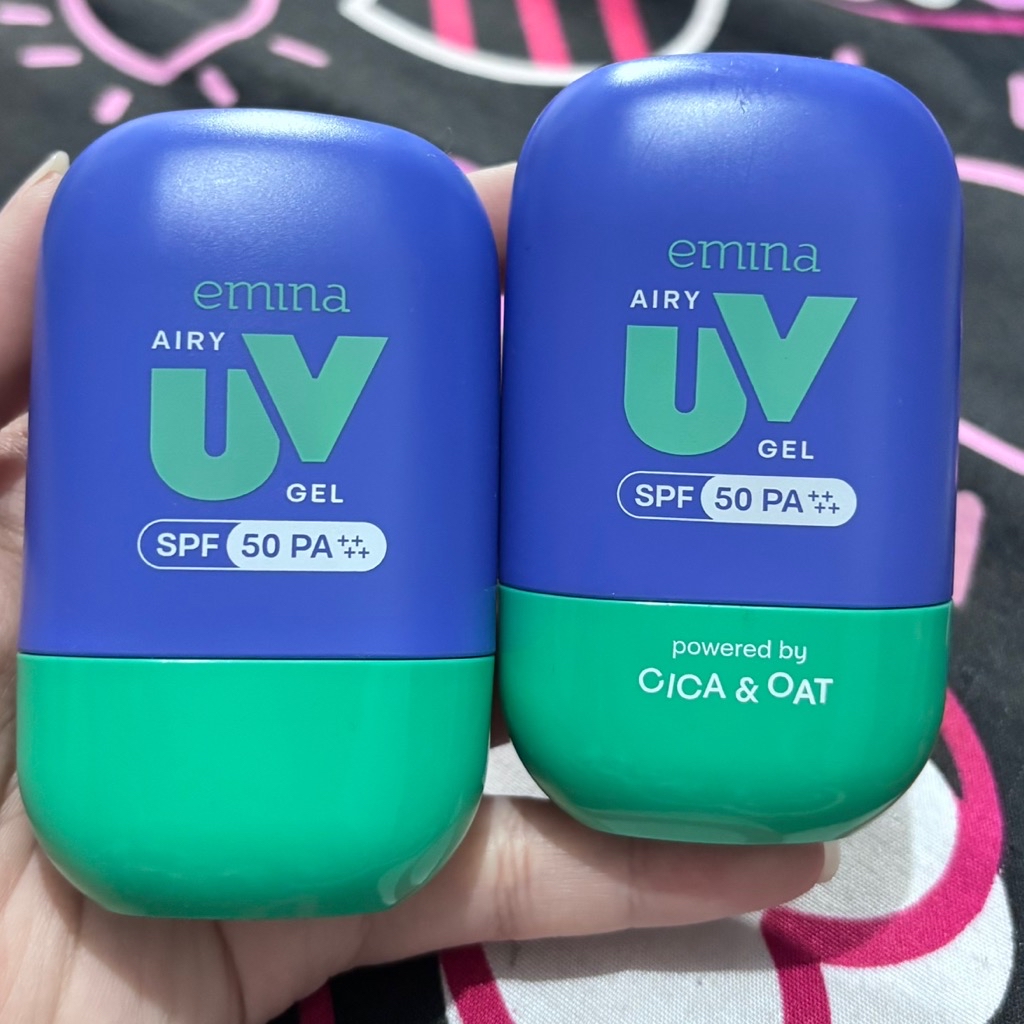 emina
AIRY
UV
GEL
SPF 50 PA++++
emina
AIRY
UV
GEL
SPF 50 PA++++
powered by
CICA & OAT